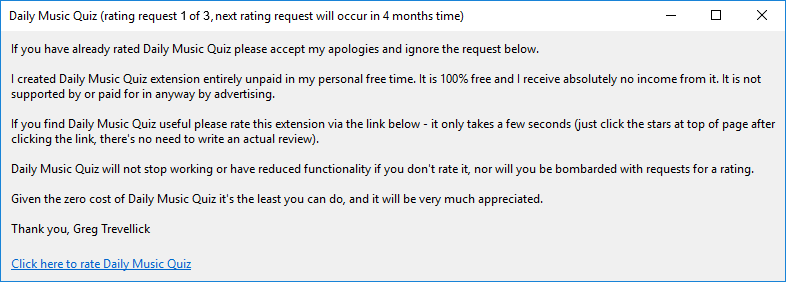 Daily Music Quiz (rating request 1 of 3, next rating request will occur in 4 months time)
If you have already rated Daily Music Quiz please accept my apologies and ignore the request below.
I created Daily Music Quiz extension entirely unpaid in my personal free time. It is 100% free and I receive absolutely no income from it. It is not
supported by or paid for in anyway by advertising.
If you find Daily Music Quiz useful please rate this extension via the link below - it only takes a few seconds (just click the stars at top of page after
clicking the link, there's no need to write an actual review).
Daily Music Quiz will not stop working or have reduced functionality if you don't rate it, nor will you be bombarded with requests for a rating.
Given the zero cost of Daily Music Quiz it's the least you can do, and it will be very much appreciated.
Thank you, Greg Trevellick
Click here to rate Daily Music Quiz